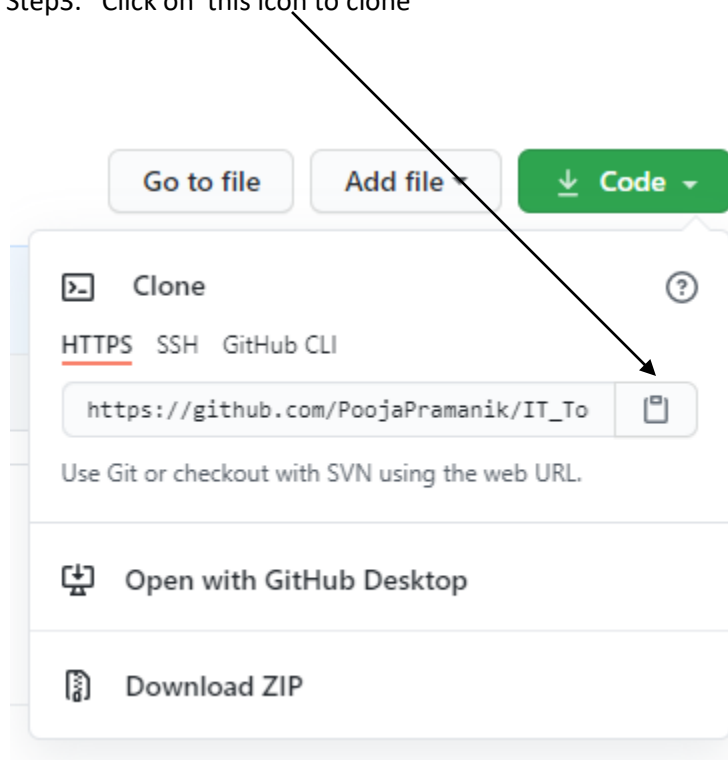 Step3: Click on this icon to clone
Go to file Add file Code
Clone
HTTPS SSH GitHub CLI
https://github.com/PoojaPramanik/IT_To
Use Git or checkout with SVN using the web URL.
Open with GitHub Desktop
Download ZIP